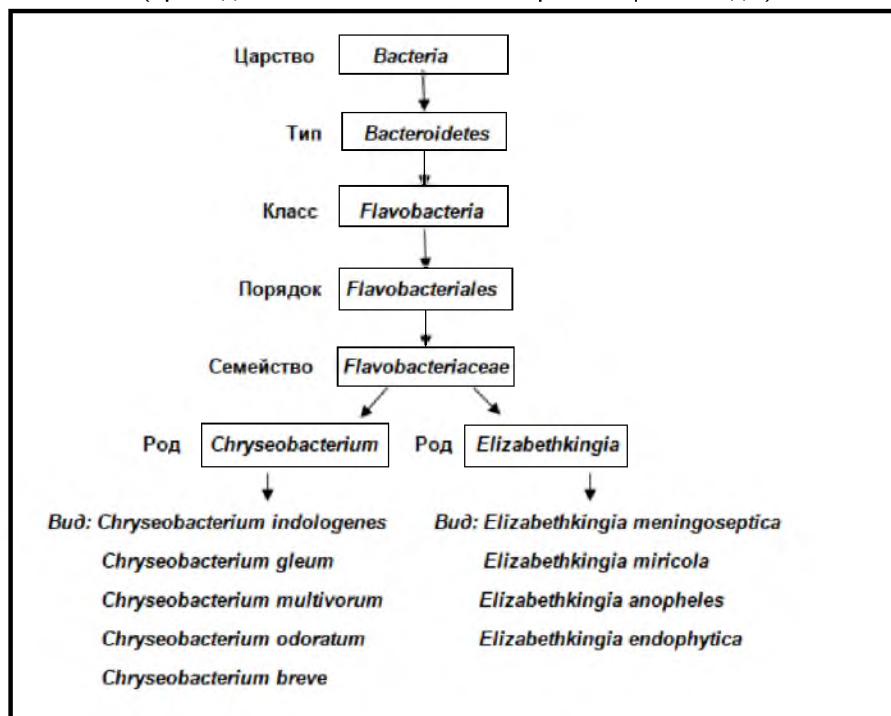 Царство Bacteria
Тип Bacteroidetes
Класс Flavobacteria
Порядок Flavobacteriales
Семейство Flavobacteriaceae
Род Chryseobacterium Род Elizabethkingia
Вид: Chryseobacterium indologenes Вид: Elizabethkingia meningoseptica
Chryseobacterium gleum Elizabethkingia miricola
Chryseobacterium multivorum Elizabethkingia anopheles
Chryseobacterium odoratum Elizabethkingia endophytica
Chryseobacterium breve